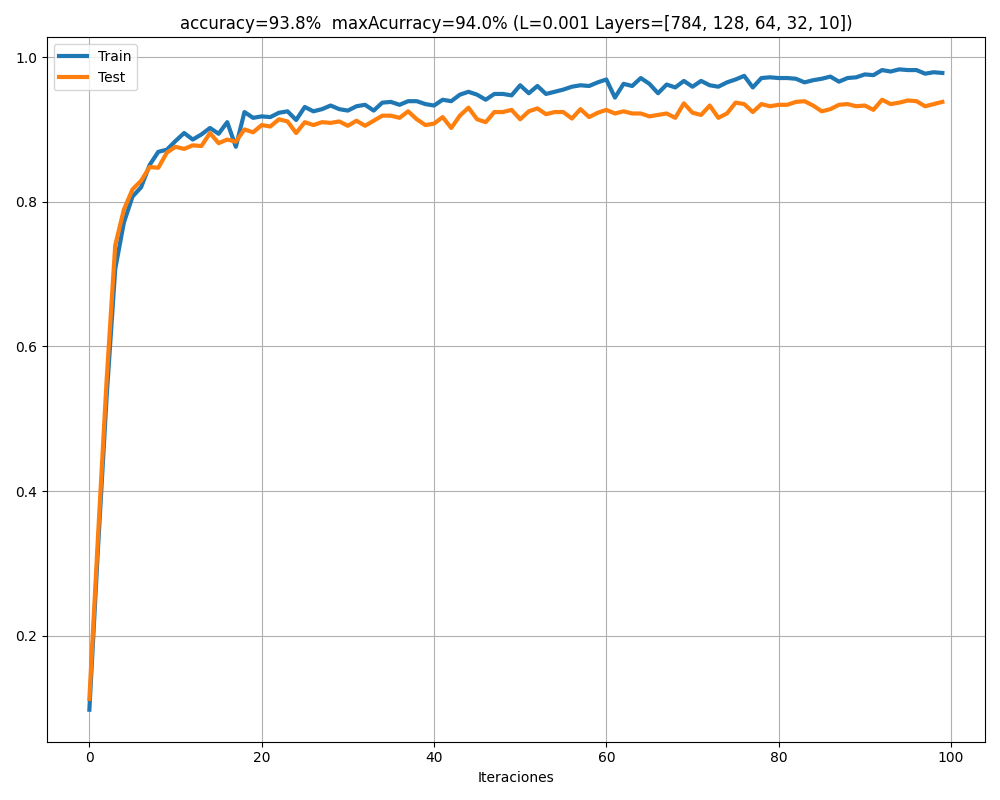 accuracy=93.8%  maxAcurracy=94.0% (L=0.001 Layers=[784, 128, 64, 32, 10])
Train
Test
1.0
0.8
0.6
0.4
0.2
0 20 40 60 80 100
Iteraciones